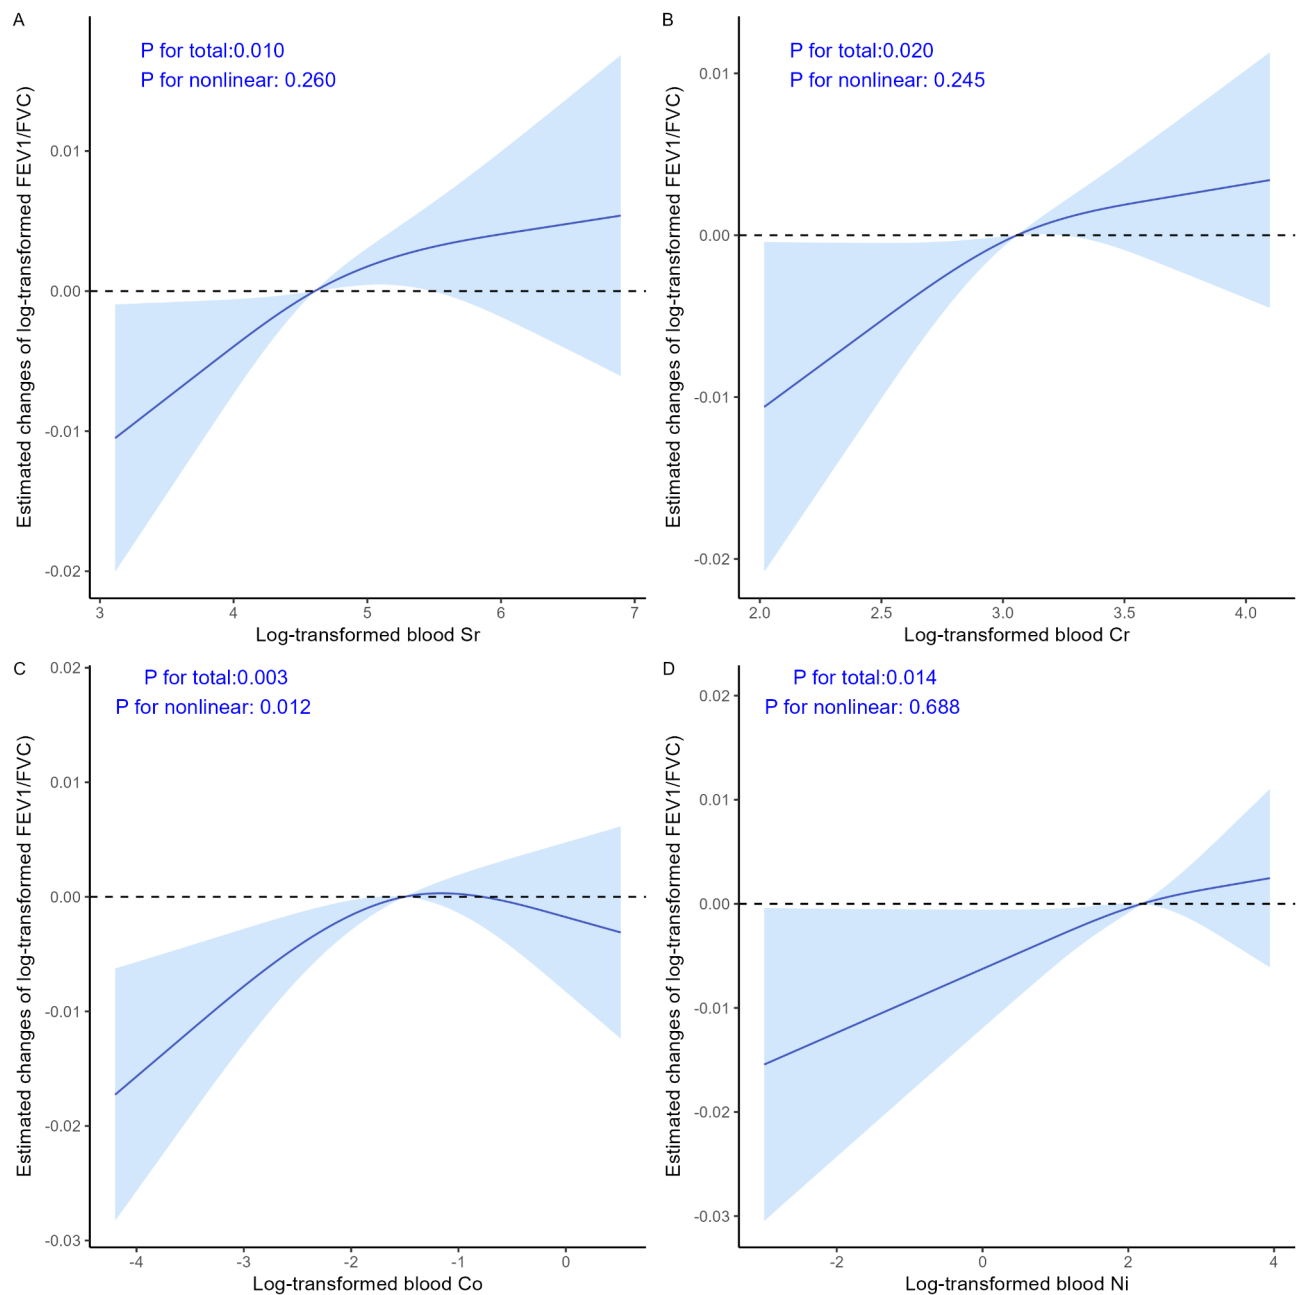 A
P for total:0.010
P for nonlinear: 0.260
Estimated changes of log-transformed FEV1/FVC)
0.01
0.00
-0.01
-0.02
3 4 5 6 7
Log-transformed blood Sr
B
P for total:0.020
P for nonlinear: 0.245
Estimated changes of log-transformed FEV1/FVC)
0.01
0.00
-0.01
-0.02
2.0 2.5 3.0 3.5 4.0
Log-transformed blood Cr
C
P for total:0.003
P for nonlinear: 0.012
Estimated changes of log-transformed FEV1/FVC)
0.02
0.01
0.00
-0.01
-0.02
-0.03
-4 -3 -2 -1 0
Log-transformed blood Co
D
P for total:0.014
P for nonlinear: 0.688
Estimated changes of log-transformed FEV1/FVC)
0.02
0.01
0.00
-0.01
-0.02
-0.03
-2 0 2 4
Log-transformed blood Ni